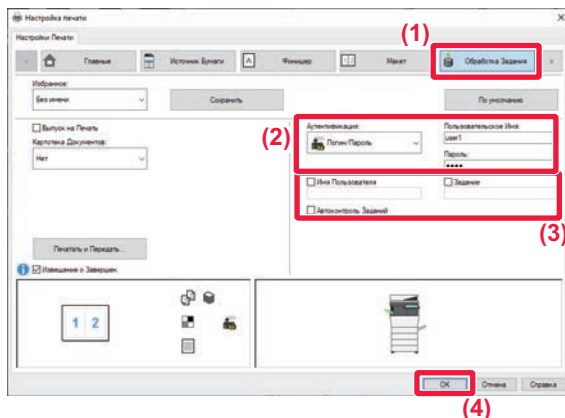 Настройка печати
Настройки Печати
(1)
Главные
Источник Бумаги
Финишер
Макет
Обработка Задания
Избранное:
Без имени
Сохранить
По умолчанию
Выпуск на Печать
Картотека Документов:
Нет
(2)
Аутентификация:
Логин/Пароль
Пользовательское Имя:
user1
Пароль:
••••
Имя Пользователя
Задание
Автоконтроль Заданий
(3)
Печатать и Передать...
Извещение о Завершен.
1 2
OK
Отмена
Справка
(4)